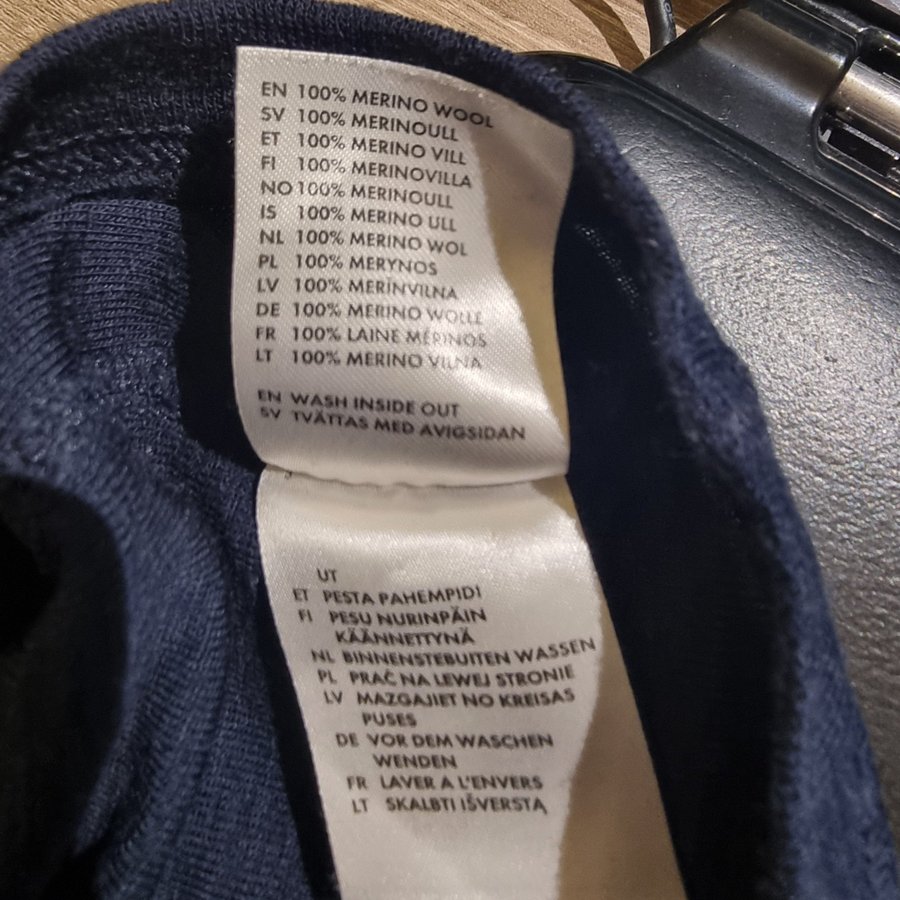 EN 100% MERINO WOOL
SV 100% MERINOULL
ET 100% MERINO VILL
FI 100% MERINOVILLA
NO 100% MERINOULL
IS 100% MERINO ULL
NL 100% MERINO WOL
PL 100% MERYNOS
LV 100% MERINVILNA
DE 100% MERINO WOLLE
FR 100% LAINE MÉRINOS
LT 100% MERINO VILNA
EN WASH INSIDE OUT
SV TVÄTTAS MED AVIGSIDAN
UT
ET PESTA PAHEMPIDI
FI PESU NURINPÄIN
KÄÄNNETTYNÄ
NL BINNENSTEBUITEN WASSEN
PL PRAĆ NA LEWEJ STRONIE
LV MAZGAJIET NO KREISAS
PUSES
DE VOR DEM WASCHEN
WENDEN
FR LAVER A L'ENVERS
LT SKALBTI IŠVERSTĄ